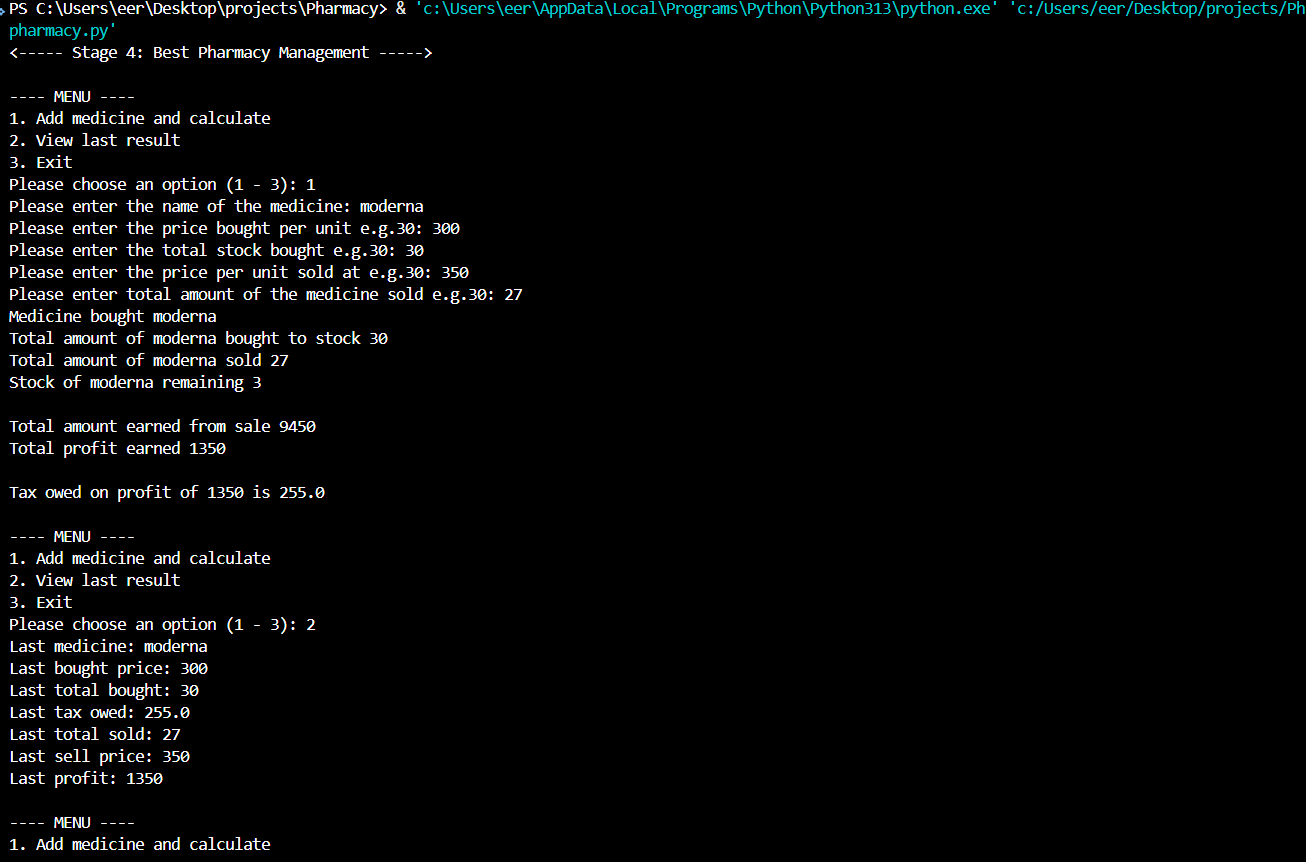 PS C:\Users\eer\Desktop\projects\Pharmacy> & 'c:\Users\eer\AppData\Local\Programs\Python\Python313\python.exe' 'c:/Users/eer/Desktop/projects/Ph
pharmacy.py'
<----- Stage 4: Best Pharmacy Management ----->
---- MENU ----
1. Add medicine and calculate
2. View last result
3. Exit
Please choose an option (1 - 3): 1
Please enter the name of the medicine: moderna
Please enter the price bought per unit e.g.30: 300
Please enter the total stock bought e.g.30: 30
Please enter the price per unit sold at e.g.30: 350
Please enter total amount of the medicine sold e.g.30: 27
Medicine bought moderna
Total amount of moderna bought to stock 30
Total amount of moderna sold 27
Stock of moderna remaining 3
Total amount earned from sale 9450
Total profit earned 1350
Tax owed on profit of 1350 is 255.0
---- MENU ----
1. Add medicine and calculate
2. View last result
3. Exit
Please choose an option (1 - 3): 2
Last medicine: moderna
Last bought price: 300
Last total bought: 30
Last tax owed: 255.0
Last total sold: 27
Last sell price: 350
Last profit: 1350
---- MENU ----
1. Add medicine and calculate